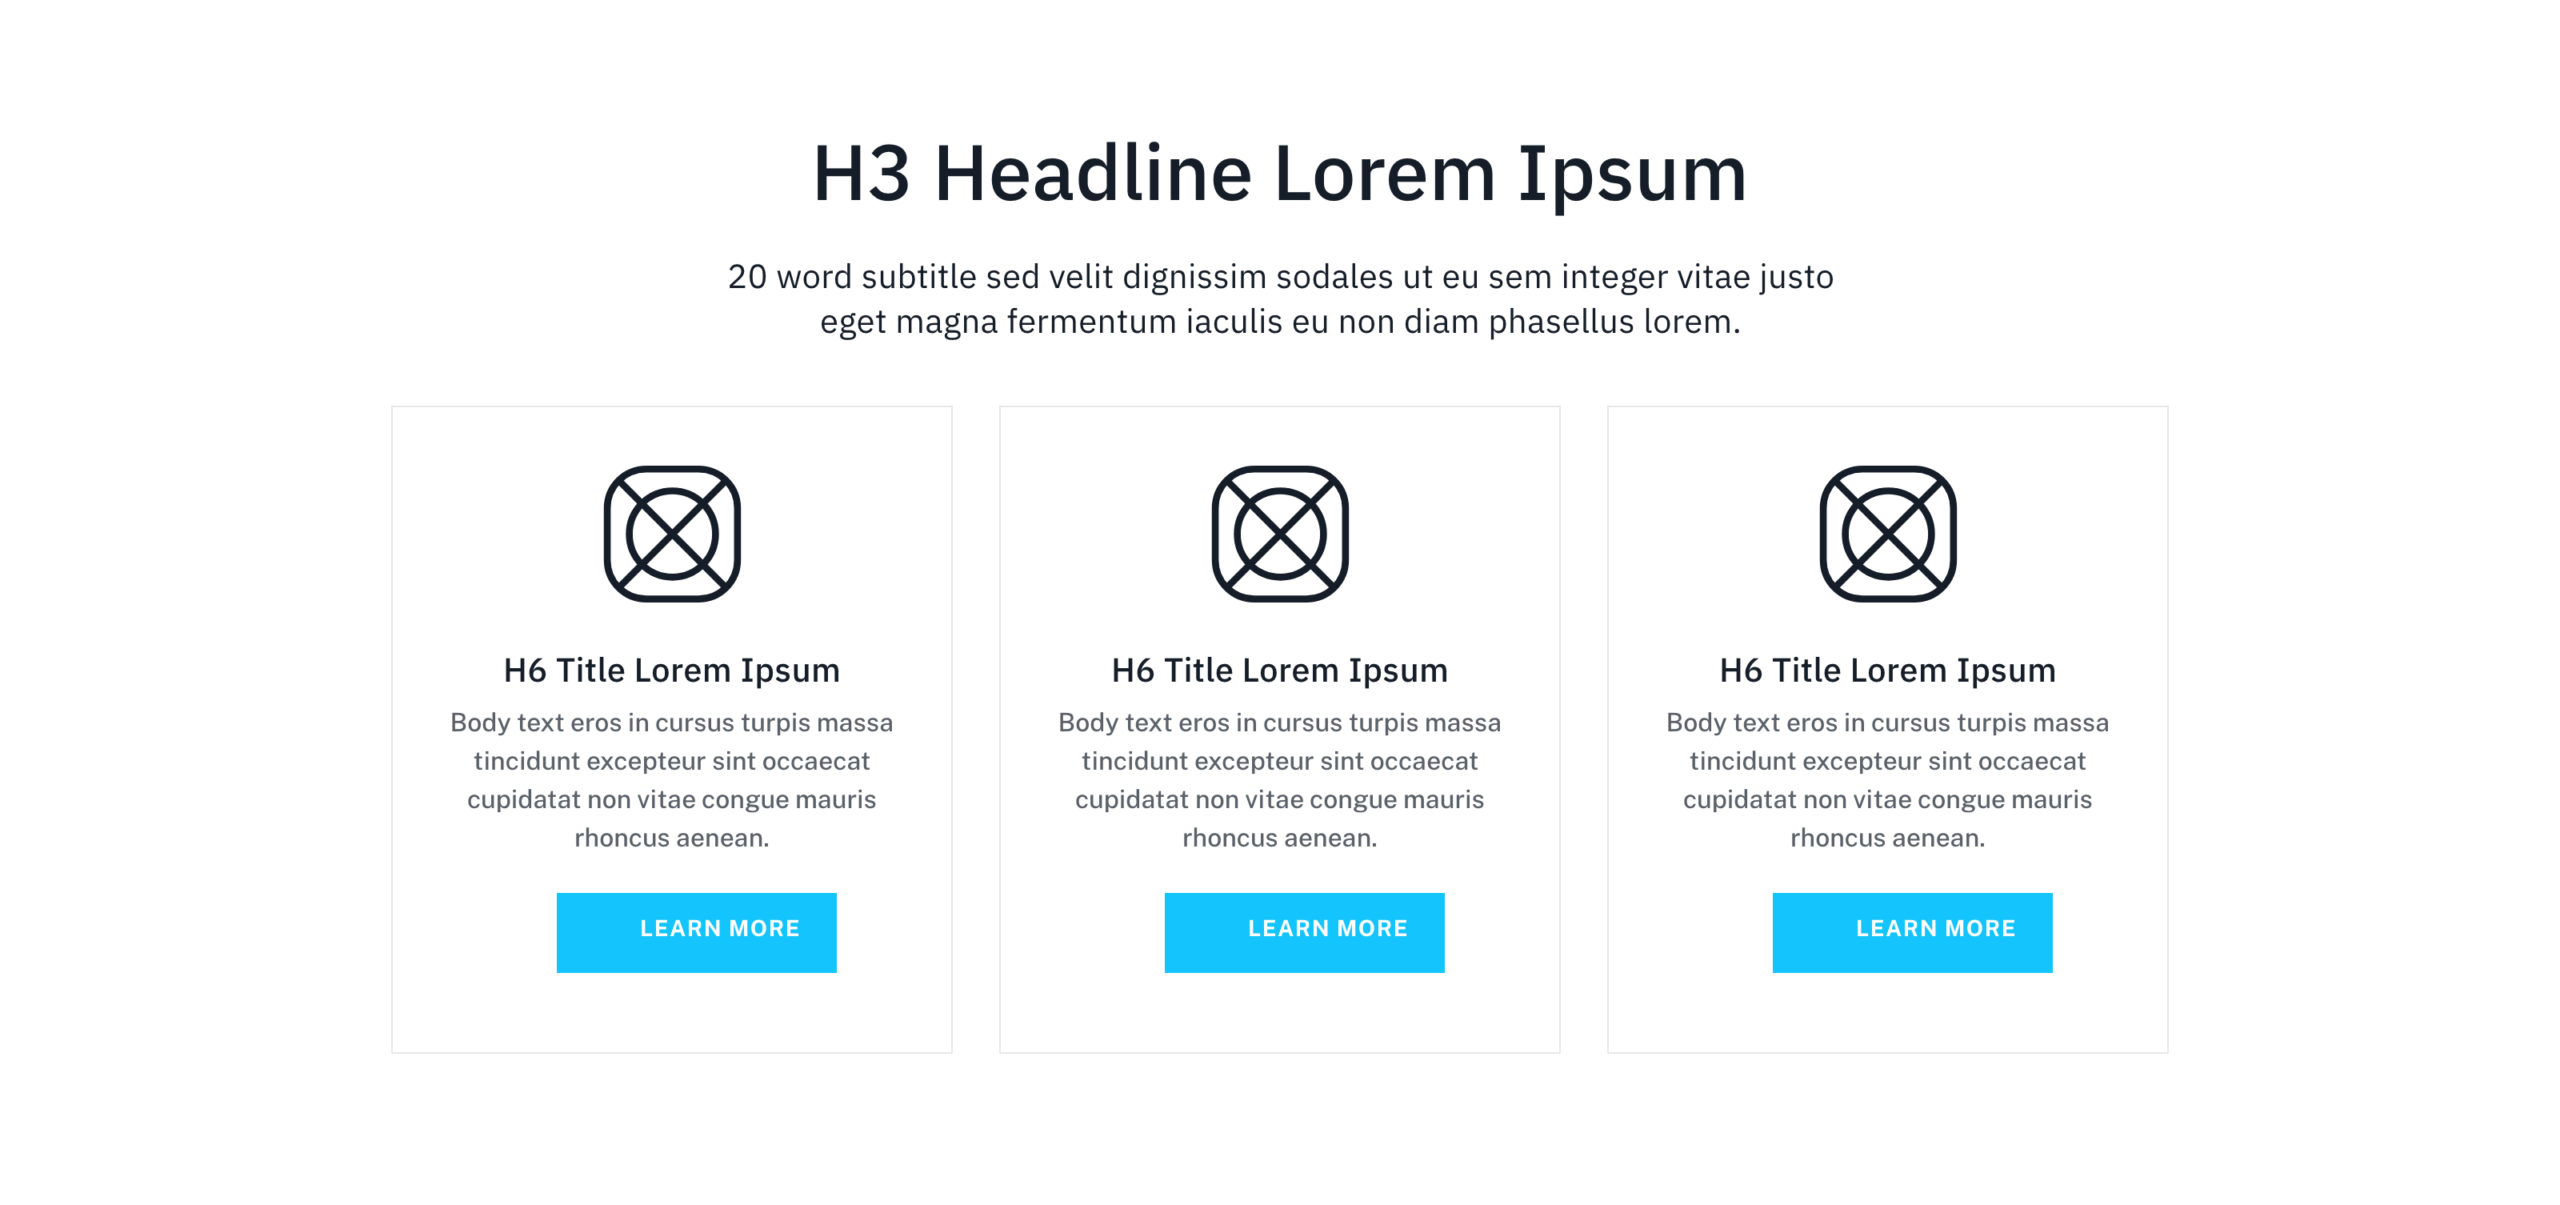 H3 Headline Lorem Ipsum
20 word subtitle sed velit dignissim sodales ut eu sem integer vitae justo
eget magna fermentum iaculis eu non diam phasellus lorem.
H6 Title Lorem Ipsum
Body text eros in cursus turpis massa
tincidunt excepteur sint occaecat
cupidatat non vitae congue mauris
rhoncus aenean.
LEARN MORE
H6 Title Lorem Ipsum
Body text eros in cursus turpis massa
tincidunt excepteur sint occaecat
cupidatat non vitae congue mauris
rhoncus aenean.
LEARN MORE
H6 Title Lorem Ipsum
Body text eros in cursus turpis massa
tincidunt excepteur sint occaecat
cupidatat non vitae congue mauris
rhoncus aenean.
LEARN MORE